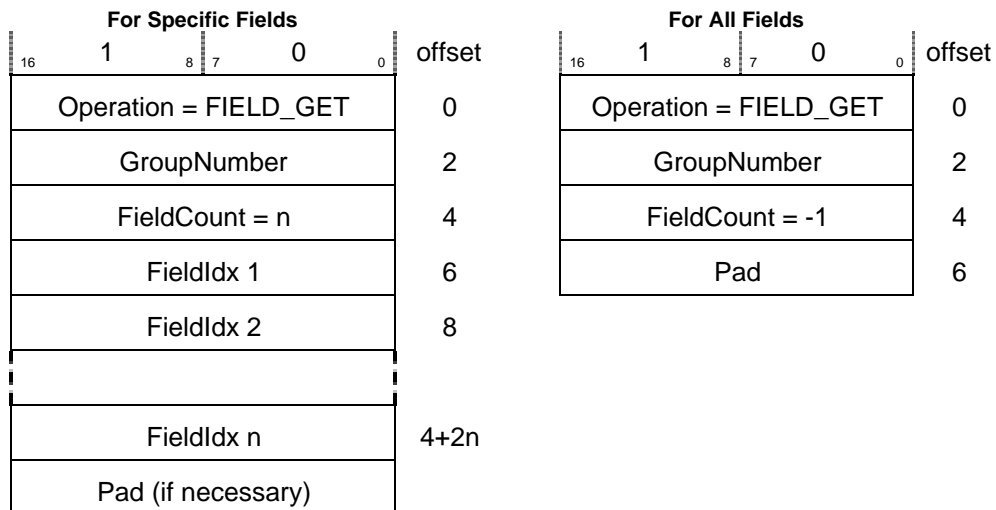 For Specific Fields
1 0 offset
16 8 7 0
Operation = FIELD_GET 0
GroupNumber 2
FieldCount = n 4
FieldIdx 1 6
FieldIdx 2 8
FieldIdx n 4+2n
Pad (if necessary)
For All Fields
1 0 offset
16 8 7 0
Operation = FIELD_GET 0
GroupNumber 2
FieldCount = -1 4
Pad 6